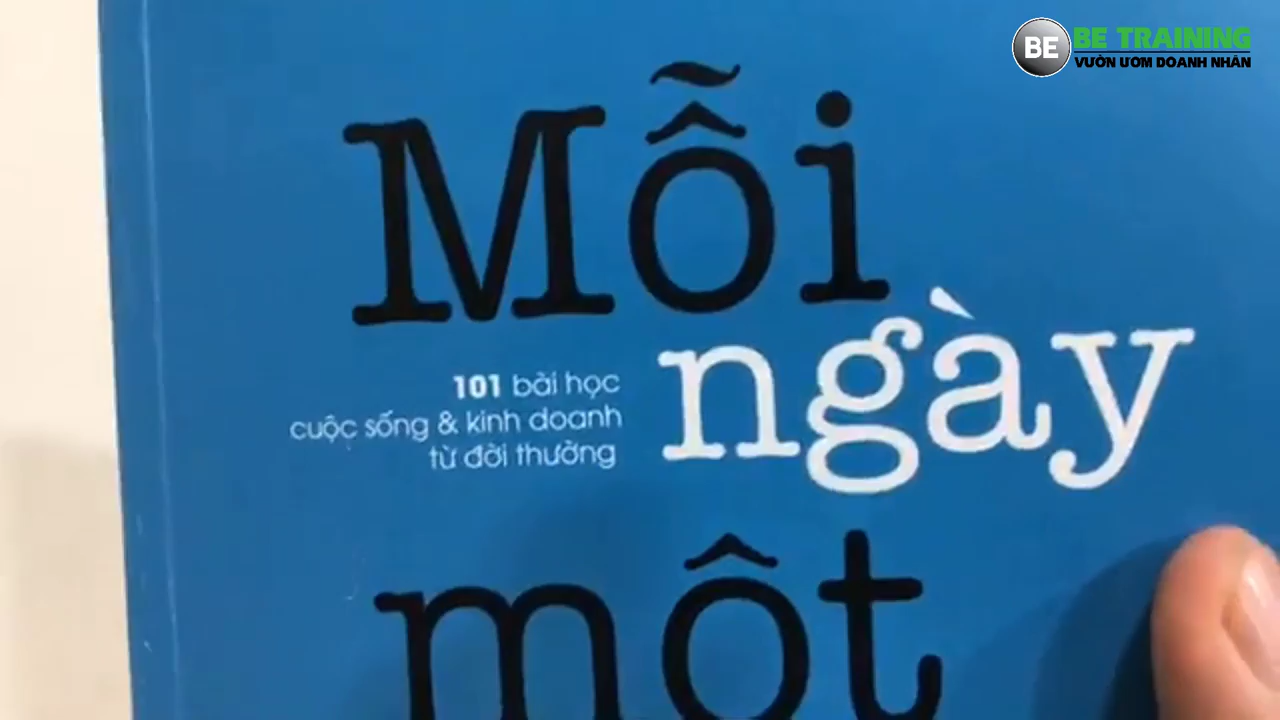 BE
BE TRAINING
VƯỜN ƯƠM DOANH NHÂN
Mỗi
ngày
101 bài học
cuộc sống & kinh doanh
từ đời thường
một